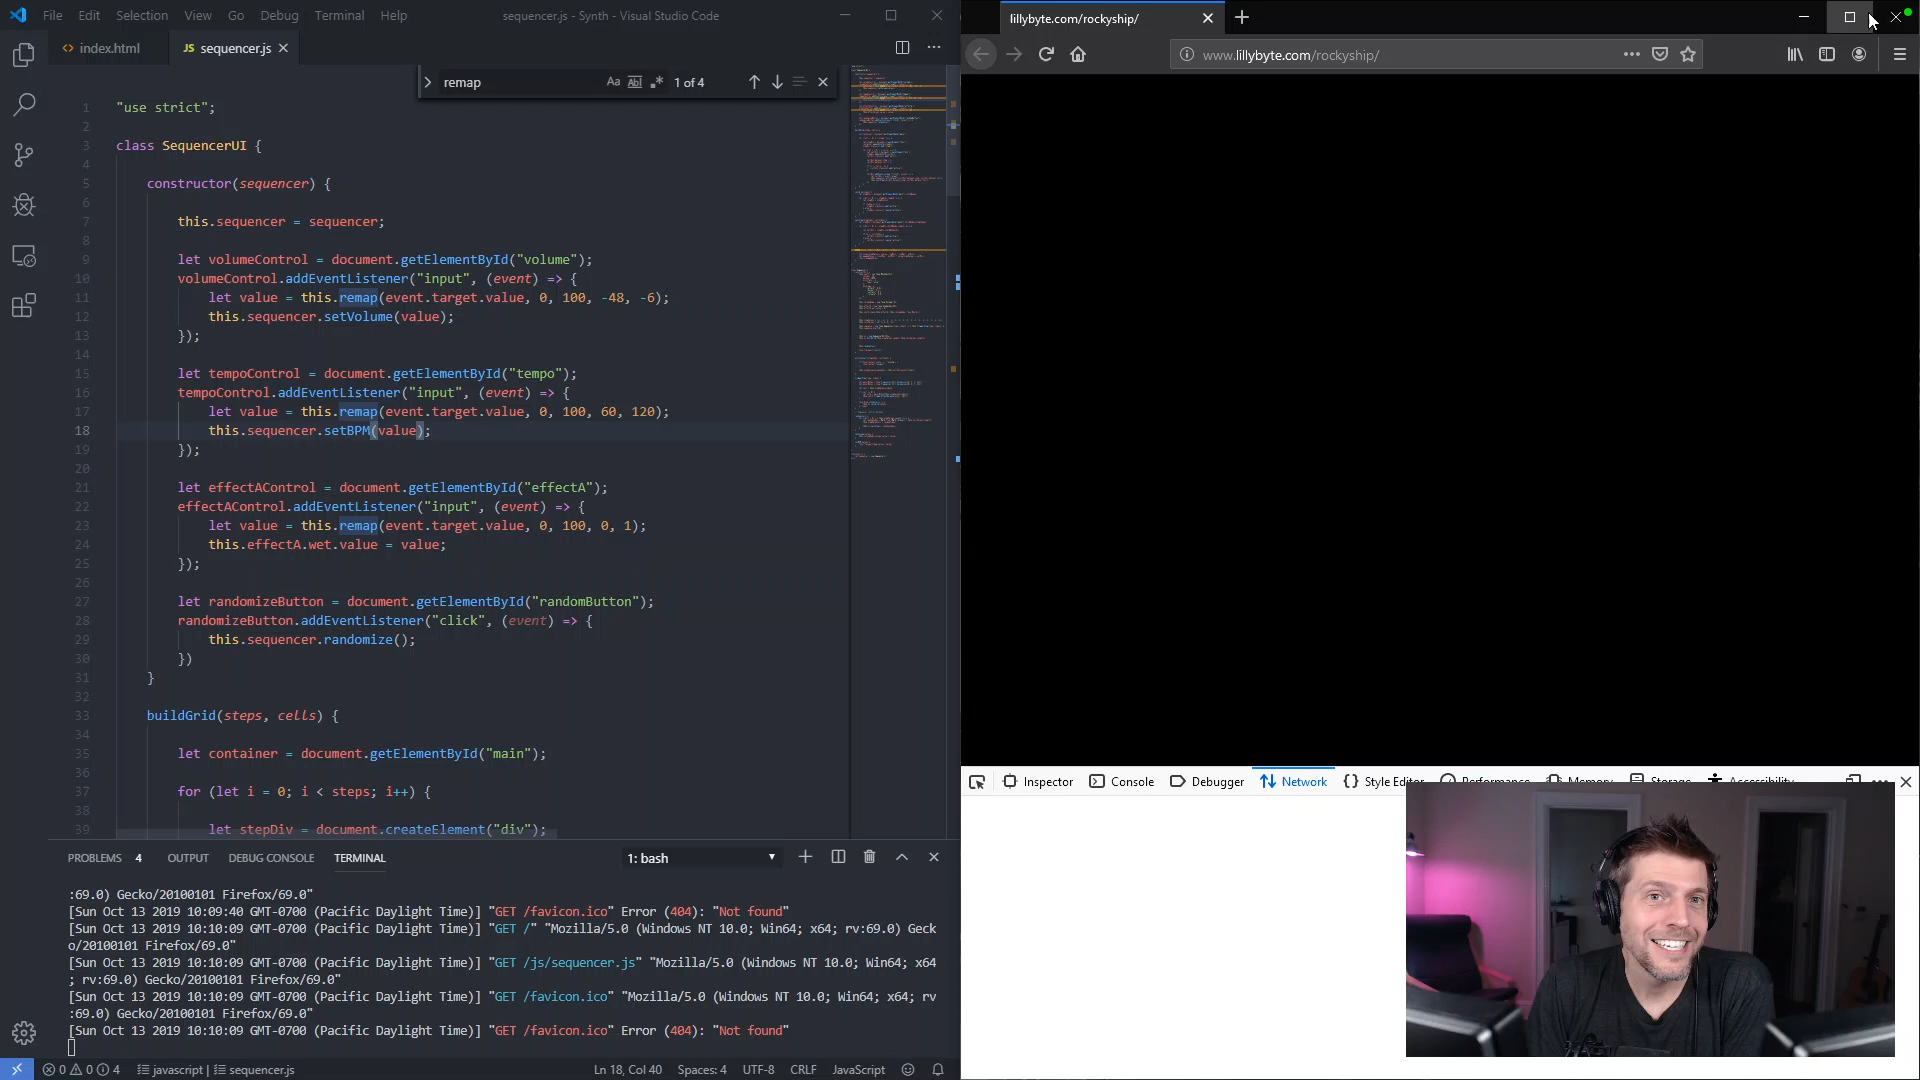 File Edit Selection View Go Debug Terminal Help sequencer.js - Synth - Visual Studio Code
<> index.html JS sequencer.js
remap Aa Abl .* 1 of 4
1 "use strict";
2
3 class SequencerUI {
4
5 constructor(sequencer) {
6
7 this.sequencer = sequencer;
8
9 let volumeControl = document.getElementById("volume");
10 volumeControl.addEventListener("input", (event) => {
11 let value = this.remap(event.target.value, 0, 100, -48, -6);
12 this.sequencer.setVolume(value);
13 });
14
15 let tempoControl = document.getElementById("tempo");
16 tempoControl.addEventListener("input", (event) => {
17 let value = this.remap(event.target.value, 0, 100, 60, 120);
18 this.sequencer.setBPM(value);
19 });
20
21 let effectAControl = document.getElementById("effectA");
22 effectAControl.addEventListener("input", (event) => {
23 let value = this.remap(event.target.value, 0, 100, 0, 1);
24 this.effectA.wet.value = value;
25 });
26
27 let randomizeButton = document.getElementById("randomButton");
28 randomizeButton.addEventListener("click", (event) => {
29 this.sequencer.randomize();
30 })
31 }
32
33 buildGrid(steps, cells) {
34
35 let container = document.getElementById("main");
36
37 for (let i = 0; i < steps; i++) {
38
39 let stepDiv = document.createElement("div");
PROBLEMS 4 OUTPUT DEBUG CONSOLE TERMINAL 1: bash
:69.0) Gecko/20100101 Firefox/69.0"
[Sun Oct 13 2019 10:09:40 GMT-0700 (Pacific Daylight Time)] "GET /favicon.ico" Error (404): "Not found"
[Sun Oct 13 2019 10:10:09 GMT-0700 (Pacific Daylight Time)] "GET /" "Mozilla/5.0 (Windows NT 10.0; Win64; x64; rv:69.0) Geck
o/20100101 Firefox/69.0"
[Sun Oct 13 2019 10:10:09 GMT-0700 (Pacific Daylight Time)] "GET /js/sequencer.js" "Mozilla/5.0 (Windows NT 10.0; Win64; x64
; rv:69.0) Gecko/20100101 Firefox/69.0"
[Sun Oct 13 2019 10:10:09 GMT-0700 (Pacific Daylight Time)] "GET /favicon.ico" "Mozilla/5.0 (Windows NT 10.0; Win64; x64; rv
:69.0) Gecko/20100101 Firefox/69.0"
[Sun Oct 13 2019 10:10:09 GMT-0700 (Pacific Daylight Time)] "GET /favicon.ico" Error (404): "Not found"
0 0 4 javascript | sequencer.js Ln 18, Col 40 Spaces: 4 UTF-8 CRLF JavaScript
lillybyte.com/rockyship/
www.lillybyte.com/rockyship/
Inspector Console Debugger Network Style Editor Performance Memory Storage Accessibility